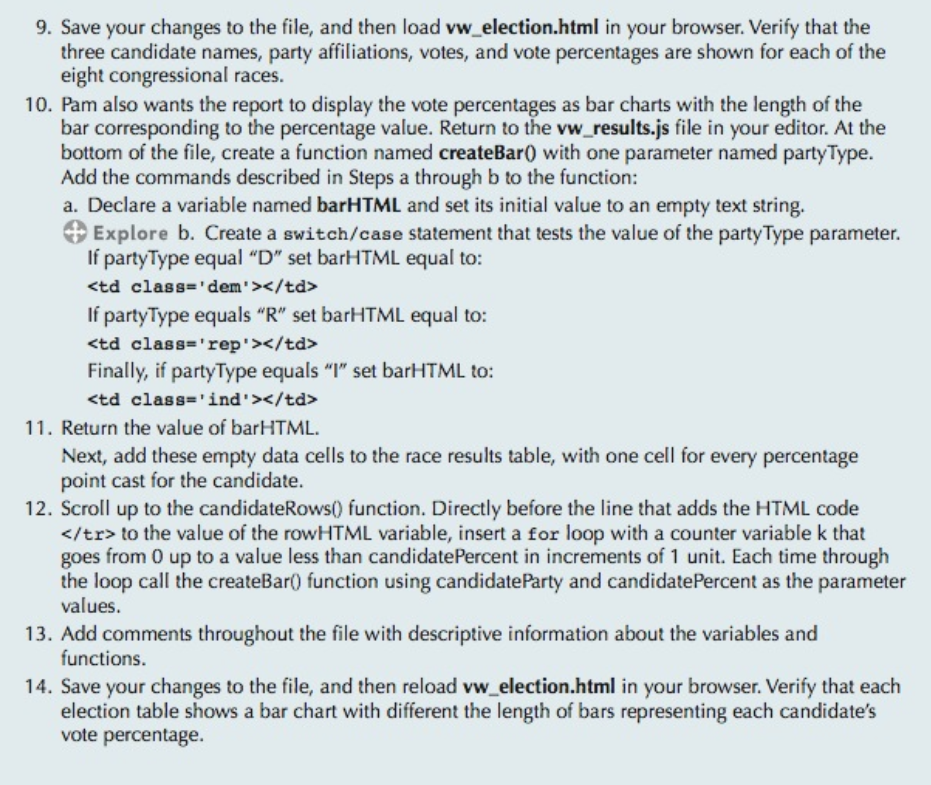 9. Save your changes to the file, and then load vw_election.html in your browser. Verify that the
three candidate names, party affiliations, votes, and vote percentages are shown for each of the
eight congressional races.
10. Pam also wants the report to display the vote percentages as bar charts with the length of the
bar corresponding to the percentage value. Return to the vw_results.js file in your editor. At the
bottom of the file, create a function named createBar() with one parameter named partyType.
Add the commands described in Steps a through b to the function:
a. Declare a variable named barHTML and set its initial value to an empty text string.
Explore b. Create a switch/case statement that tests the value of the partyType parameter.
If partyType equal “D” set barHTML equal to:
<td class='dem'></td>
If partyType equals “R” set barHTML equal to:
<td class='rep'></td>
Finally, if partyType equals “I” set barHTML to:
<td class='ind'></td>
11. Return the value of barHTML.
Next, add these empty data cells to the race results table, with one cell for every percentage
point cast for the candidate.
12. Scroll up to the candidateRows() function. Directly before the line that adds the HTML code
</tr> to the value of the rowHTML variable, insert a for loop with a counter variable k that
goes from 0 up to a value less than candidatePercent in increments of 1 unit. Each time through
the loop call the createBar() function using candidateParty and candidatePercent as the parameter
values.
13. Add comments throughout the file with descriptive information about the variables and
functions.
14. Save your changes to the file, and then reload vw_election.html in your browser. Verify that each
election table shows a bar chart with different the length of bars representing each candidate’s
vote percentage.